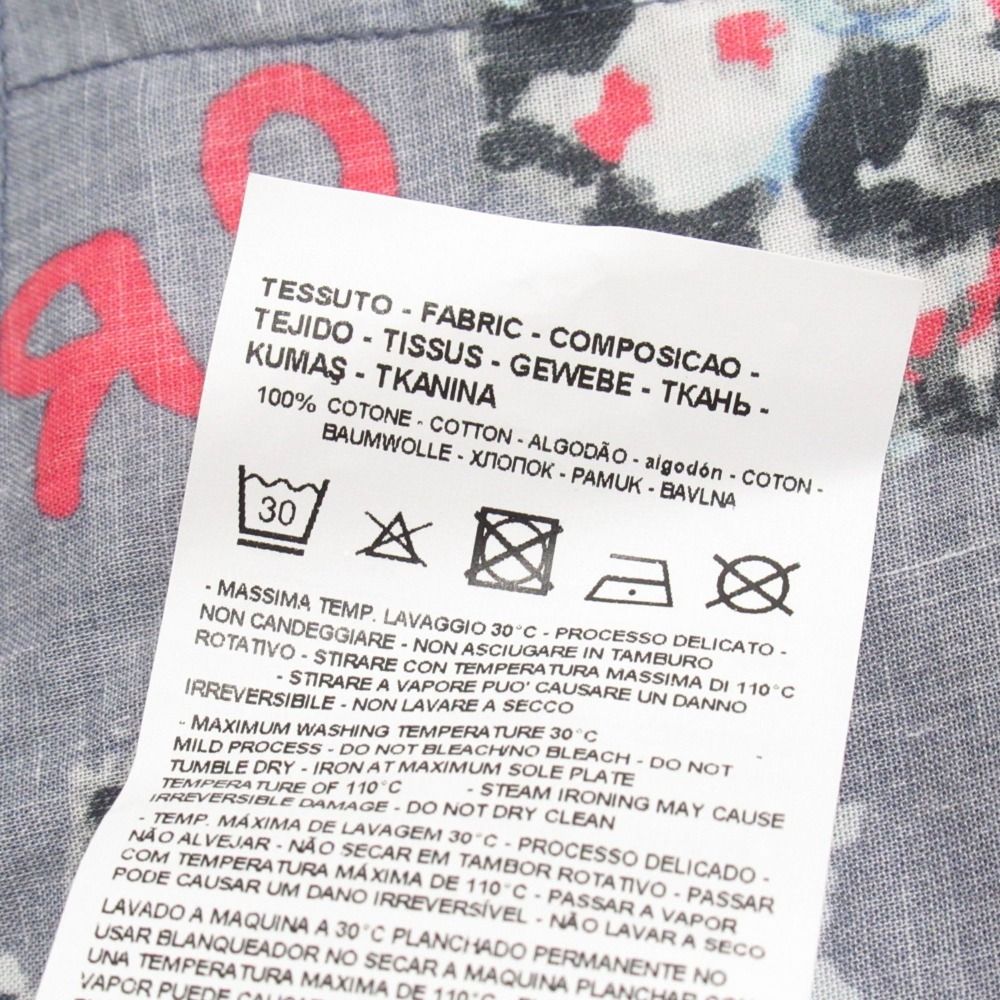 TESSUTO - FABRIC - COMPOSICAO -
TEJIDO - TISSUS - GEWEBE - ТКАНЬ -
KUMAŞ - TKANINA
100% COTONE - COTTON - ALGODÃO - algodón - COTON -
BAUMWOLLE - ХЛОПОК - PAMUK - BAVLNA
30
- MASSIMA TEMP. LAVAGGIO 30°C - PROCESSO DELICATO -
NON CANDEGGIARE - NON ASCIUGARE IN TAMBURO
ROTATIVO - STIRARE CON TEMPERATURA MASSIMA DI 110°C
- STIRARE A VAPORE PUO' CAUSARE UN DANNO
IRREVERSIBILE - NON LAVARE A SECCO
- MAXIMUM WASHING TEMPERATURE 30°C -
MILD PROCESS - DO NOT BLEACH/NO BLEACH - DO NOT
TUMBLE DRY - IRON AT MAXIMUM SOLE PLATE
TEMPERATURE OF 110°C - STEAM IRONING MAY CAUSE
IRREVERSIBLE DAMAGE - DO NOT DRY CLEAN
- TEMP. MÁXIMA DE LAVAGEM 30°C - PROCESSO DELICADO -
NÃO ALVEJAR - NÃO SECAR EM TAMBOR ROTATIVO - PASSAR
COM TEMPERATURA MÁXIMA DE 110°C - PASSAR A VAPOR
PODE CAUSAR UM DANO IRREVERSÍVEL - NÃO LAVAR A SECO
LAVADO A MAQUINA A 30°C PLANCHADO PERMANENTE NO
USAR BLANQUEADOR NO SECAR A MAQUINA PLANCHAR CON
UNA TEMPERATURA MAXIMA DE 110°C
VAPOR PUEDE CAUSAR